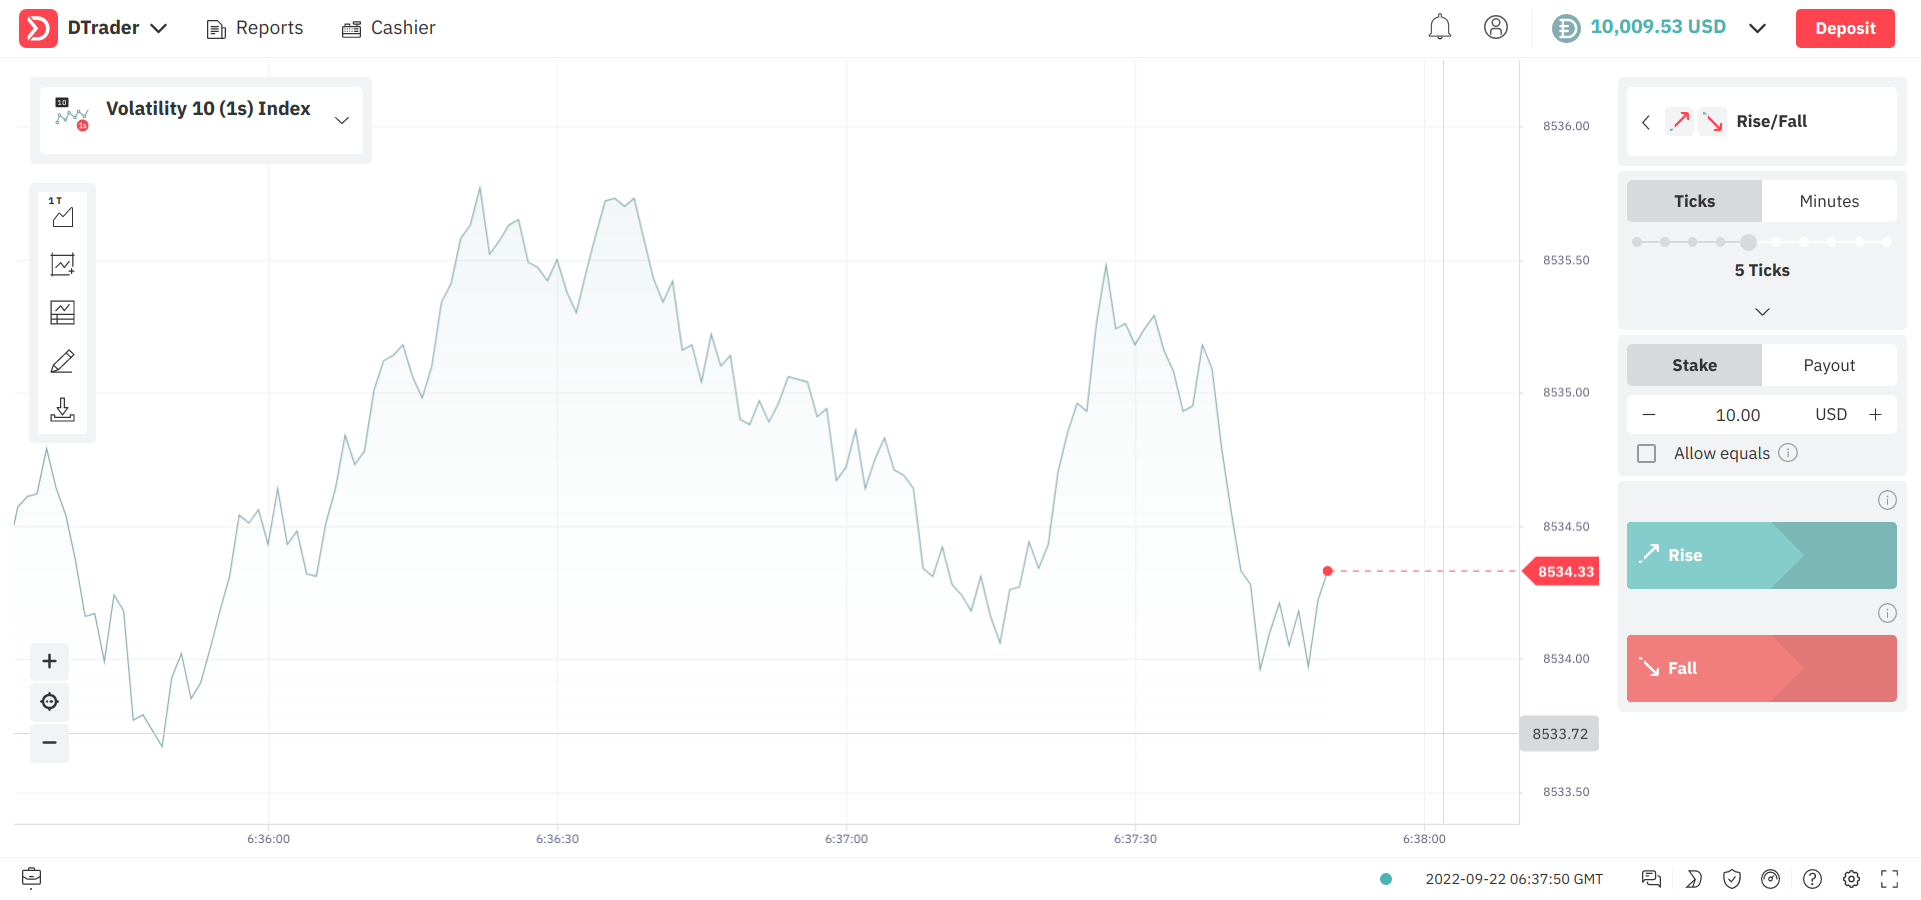 DTrader
Reports
Cashier
10,009.53 USD
Deposit
10
1s
Volatility 10 (1s) Index
1 T
8536.00
8535.50
8535.00
8534.50
8534.33
8534.00
8533.72
8533.50
6:36:00
6:36:30
6:37:00
6:37:30
6:38:00
Rise/Fall
Ticks
Minutes
5 Ticks
Stake
Payout
10.00
USD
Allow equals
Rise
Fall
2022-09-22 06:37:50 GMT